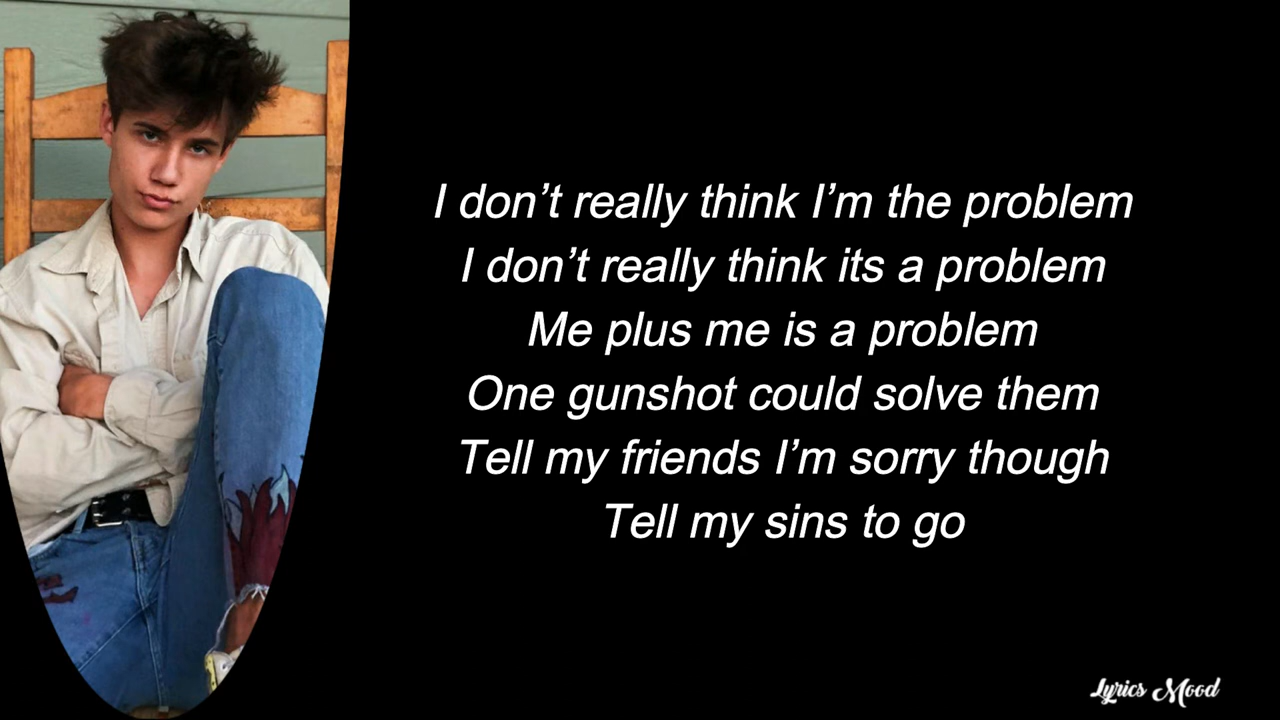 I don’t really think I’m the problem
I don’t really think its a problem
Me plus me is a problem
One gunshot could solve them
Tell my friends I’m sorry though
Tell my sins to go
Lyrics Mood